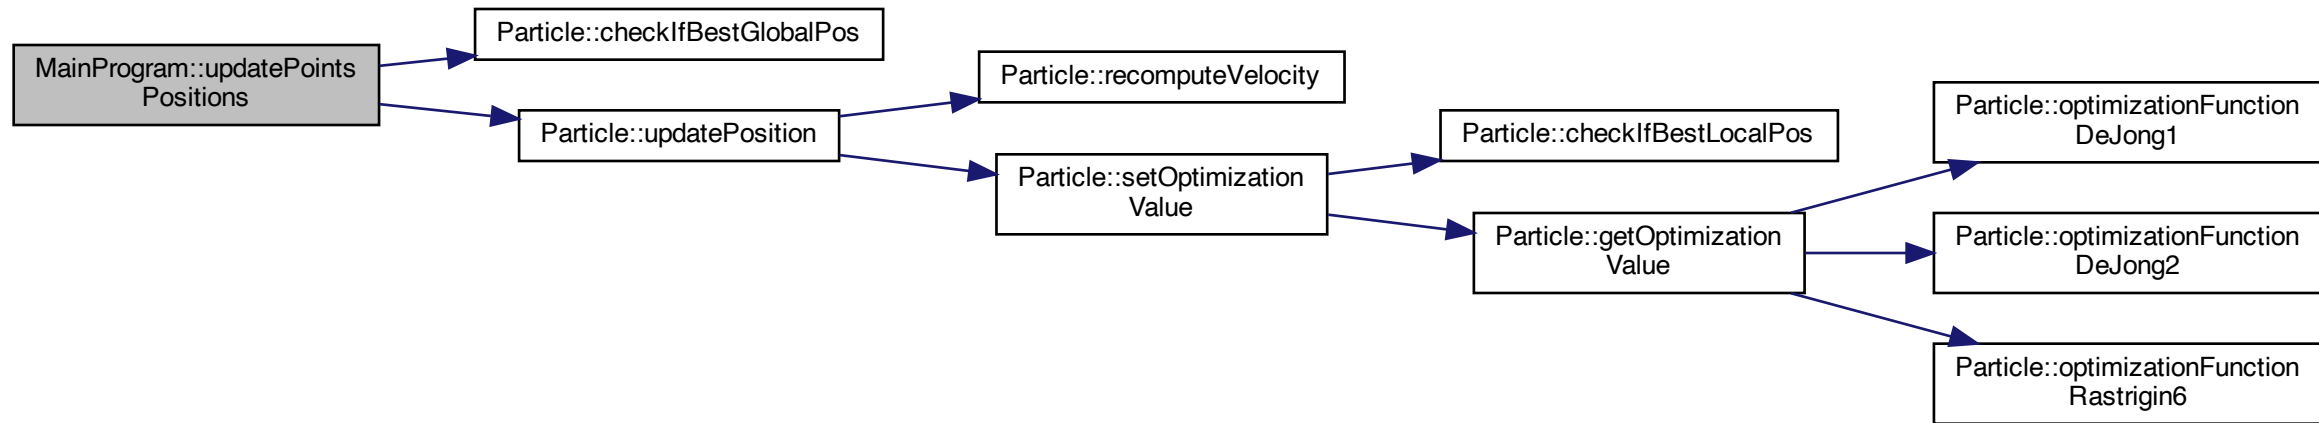 MainProgram::updatePoints
Positions
Particle::checkIfBestGlobalPos
Particle::updatePosition
Particle::recomputeVelocity
Particle::setOptimization
Value
Particle::checkIfBestLocalPos
Particle::getOptimization
Value
Particle::optimizationFunction
DeJong1
Particle::optimizationFunction
DeJong2
Particle::optimizationFunction
Rastrigin6